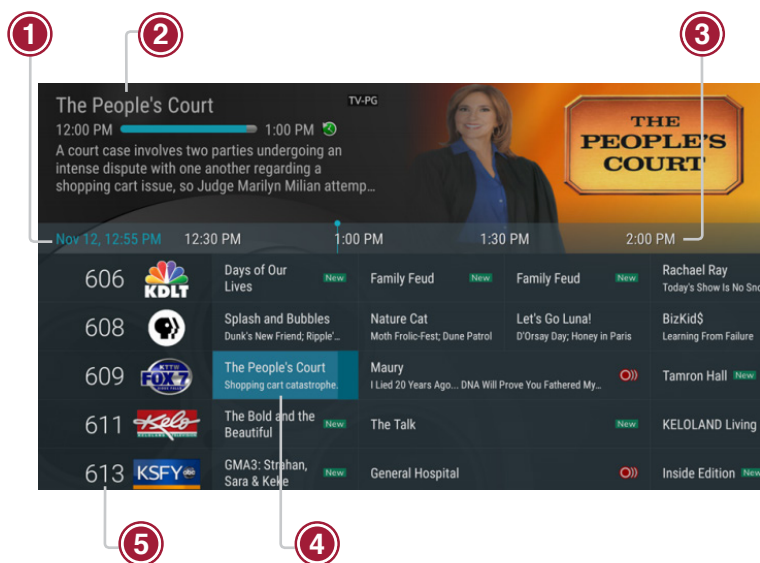 1 2 3
The People's Court TV-PG
12:00 PM 1:00 PM
A court case involves two parties undergoing an
intense dispute with one another regarding a
shopping cart issue, so Judge Marilyn Milian attemp...
THE
PEOPLE'S
COURT
Nov 12, 12:55 PM 12:30 PM 1:00 PM 1:30 PM 2:00 PM
606 KDLT Days of Our Lives New Family Feud New Family Feud New Rachael Ray
Today's Show Is No Sno
608 Splash and Bubbles Nature Cat Let's Go Luna! BizKid$
Dunk's New Friend; Ripple'... Moth Frolic-Fest; Dune Patrol D'Orsay Day; Honey in Paris Learning From Failure
609 KTTW FOX 7 The People's Court Maury Tamron Hall New
Shopping cart catastrophe. I Lied 20 Years Ago... DNA Will Prove You Fathered My...
611 Kelo The Bold and the Beautiful New The Talk New KELOLAND Living
613 KSFY GMA3: Strahan, Sara & Keke New General Hospital Inside Edition New
5 4